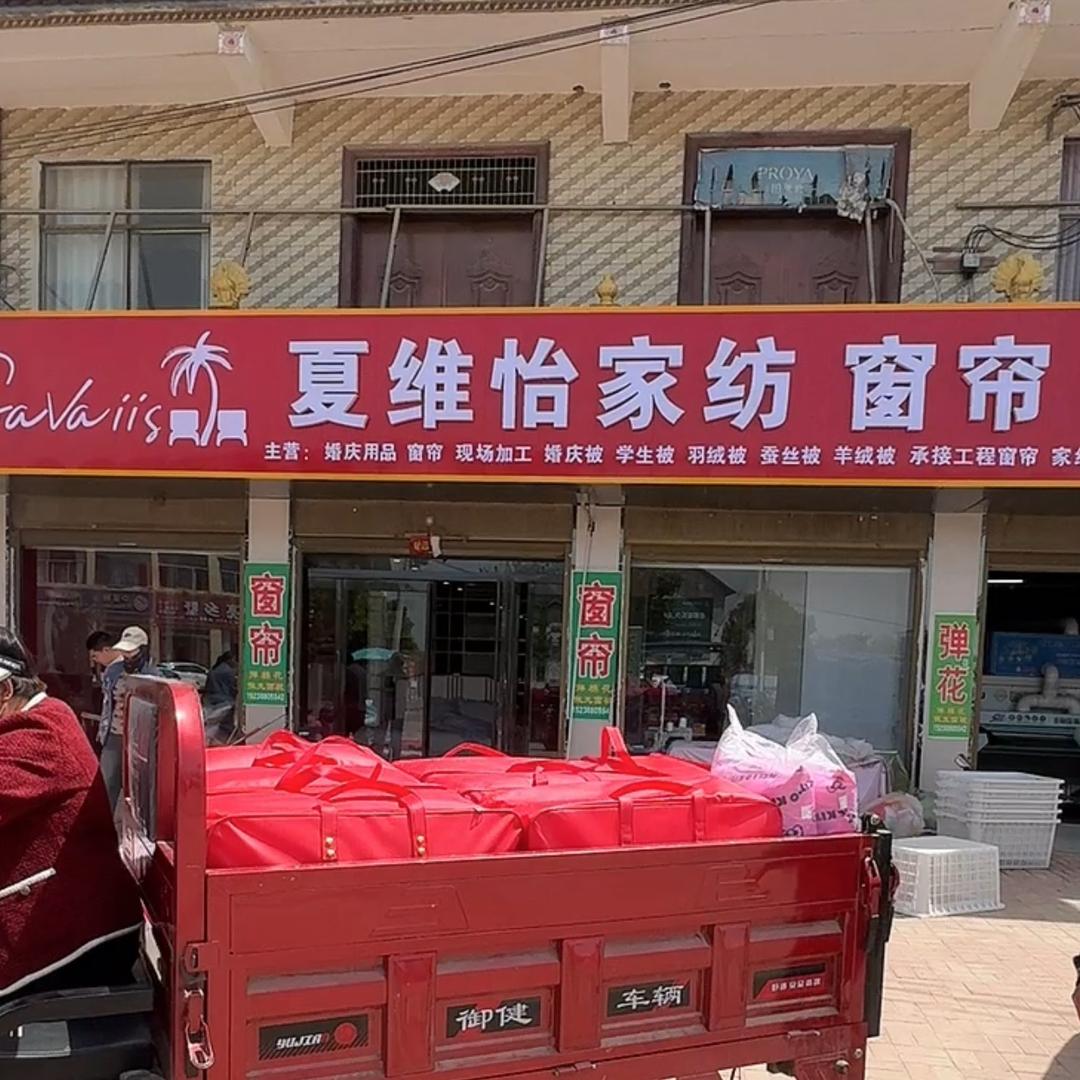 PROYA
夏维怡家纺 窗帘
主营: 婚庆用品 窗帘 现场加工 婚庆被 学生被 羽绒被 蚕丝被 羊绒被 承接工程窗帘
窗帘
窗帘
弹花
御健
车辆
YUJIAN